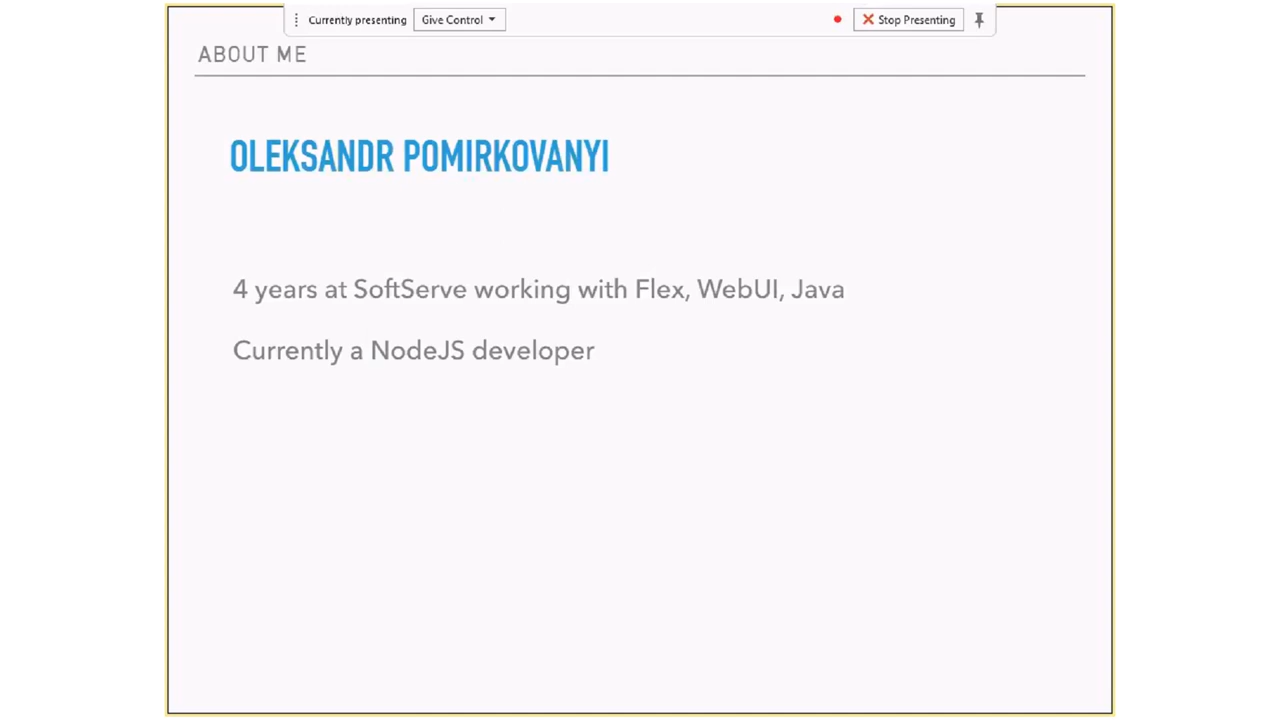 Currently presenting Give Control Stop Presenting
ABOUT ME
OLEKSANDR POMIRKOVANYI
4 years at SoftServe working with Flex, WebUI, Java
Currently a NodeJS developer